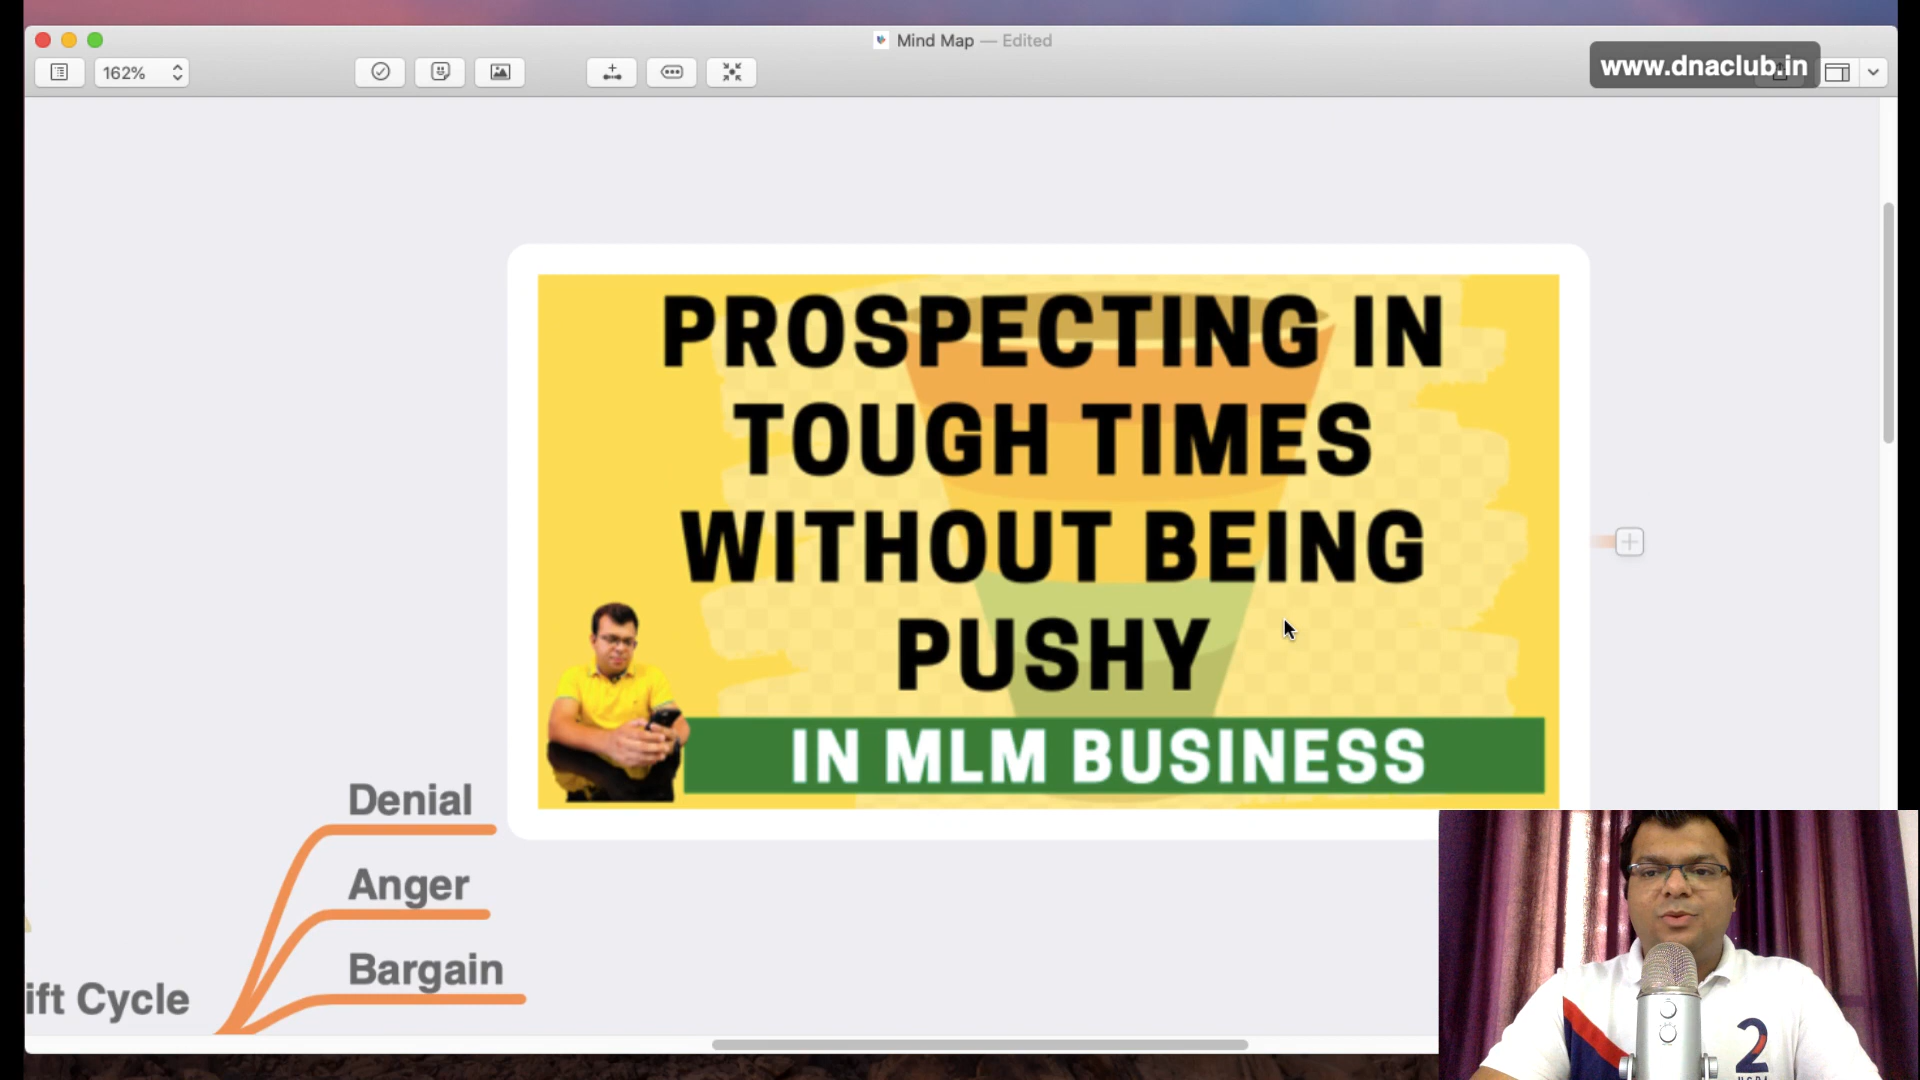 Mind Map — Edited
162%
www.dnaclub.in
PROSPECTING IN
TOUGH TIMES
WITHOUT BEING
PUSHY
IN MLM BUSINESS
Denial
Anger
Bargain
ift Cycle
2